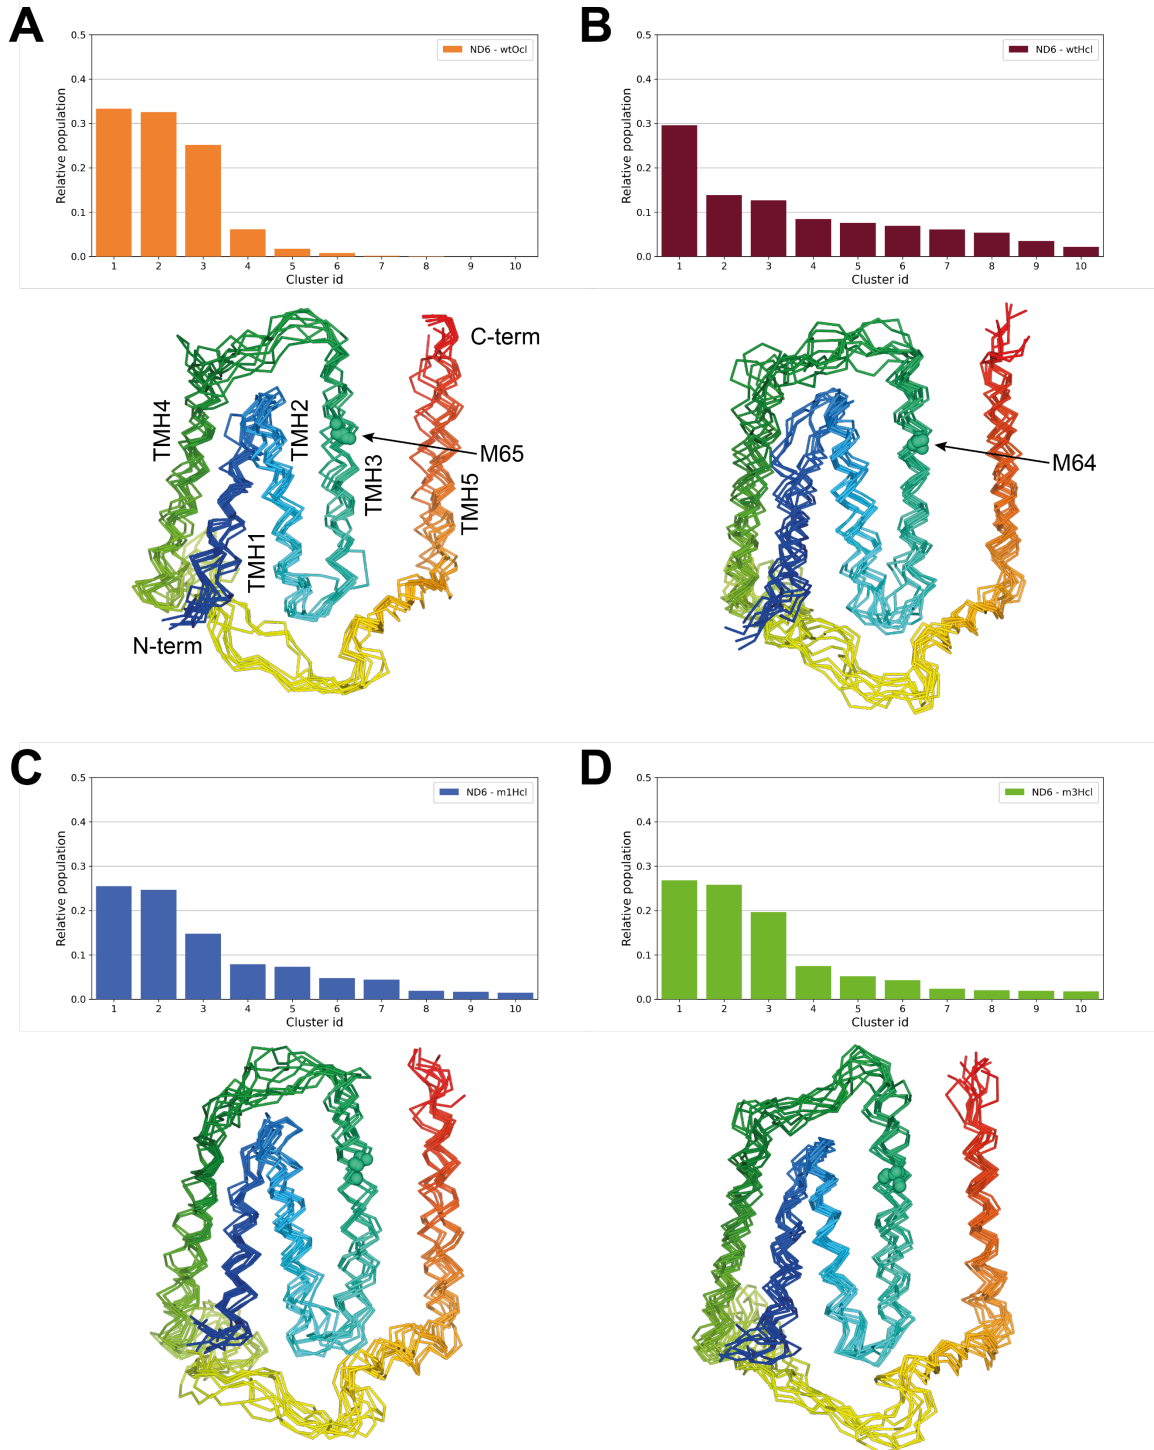 A
B
0.5
0.4
0.3
0.2
0.1
0.0
Relative population
ND6 - wtOcl
1 2 3 4 5 6 7 8 9 10
Cluster id
0.5
0.4
0.3
0.2
0.1
0.0
Relative population
ND6 - wtHcl
1 2 3 4 5 6 7 8 9 10
Cluster id
C-term
TMH4
TMH2
M65
TMH3
TMH5
TMH1
N-term
M64
C
D
0.5
0.4
0.3
0.2
0.1
0.0
Relative population
ND6 - m1Hcl
1 2 3 4 5 6 7 8 9 10
Cluster id
0.5
0.4
0.3
0.2
0.1
0.0
Relative population
ND6 - m3Hcl
1 2 3 4 5 6 7 8 9 10
Cluster id